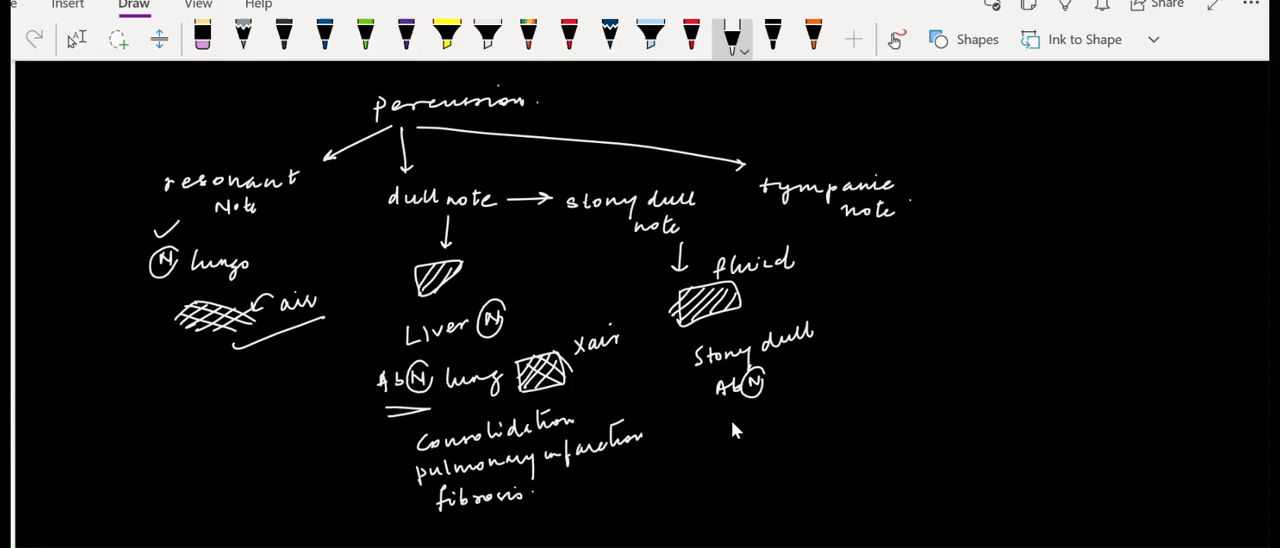 Insert Draw View Help
Share
Shapes
Ink to Shape
percussion.
resonant
Note
N lungs
air
dull note
Liver N
AbN lung
xair
consolidation
pulmonary infarction
fibrosis.
stony dull
note
fluid
Stony dull
AbN
tympanic
note.